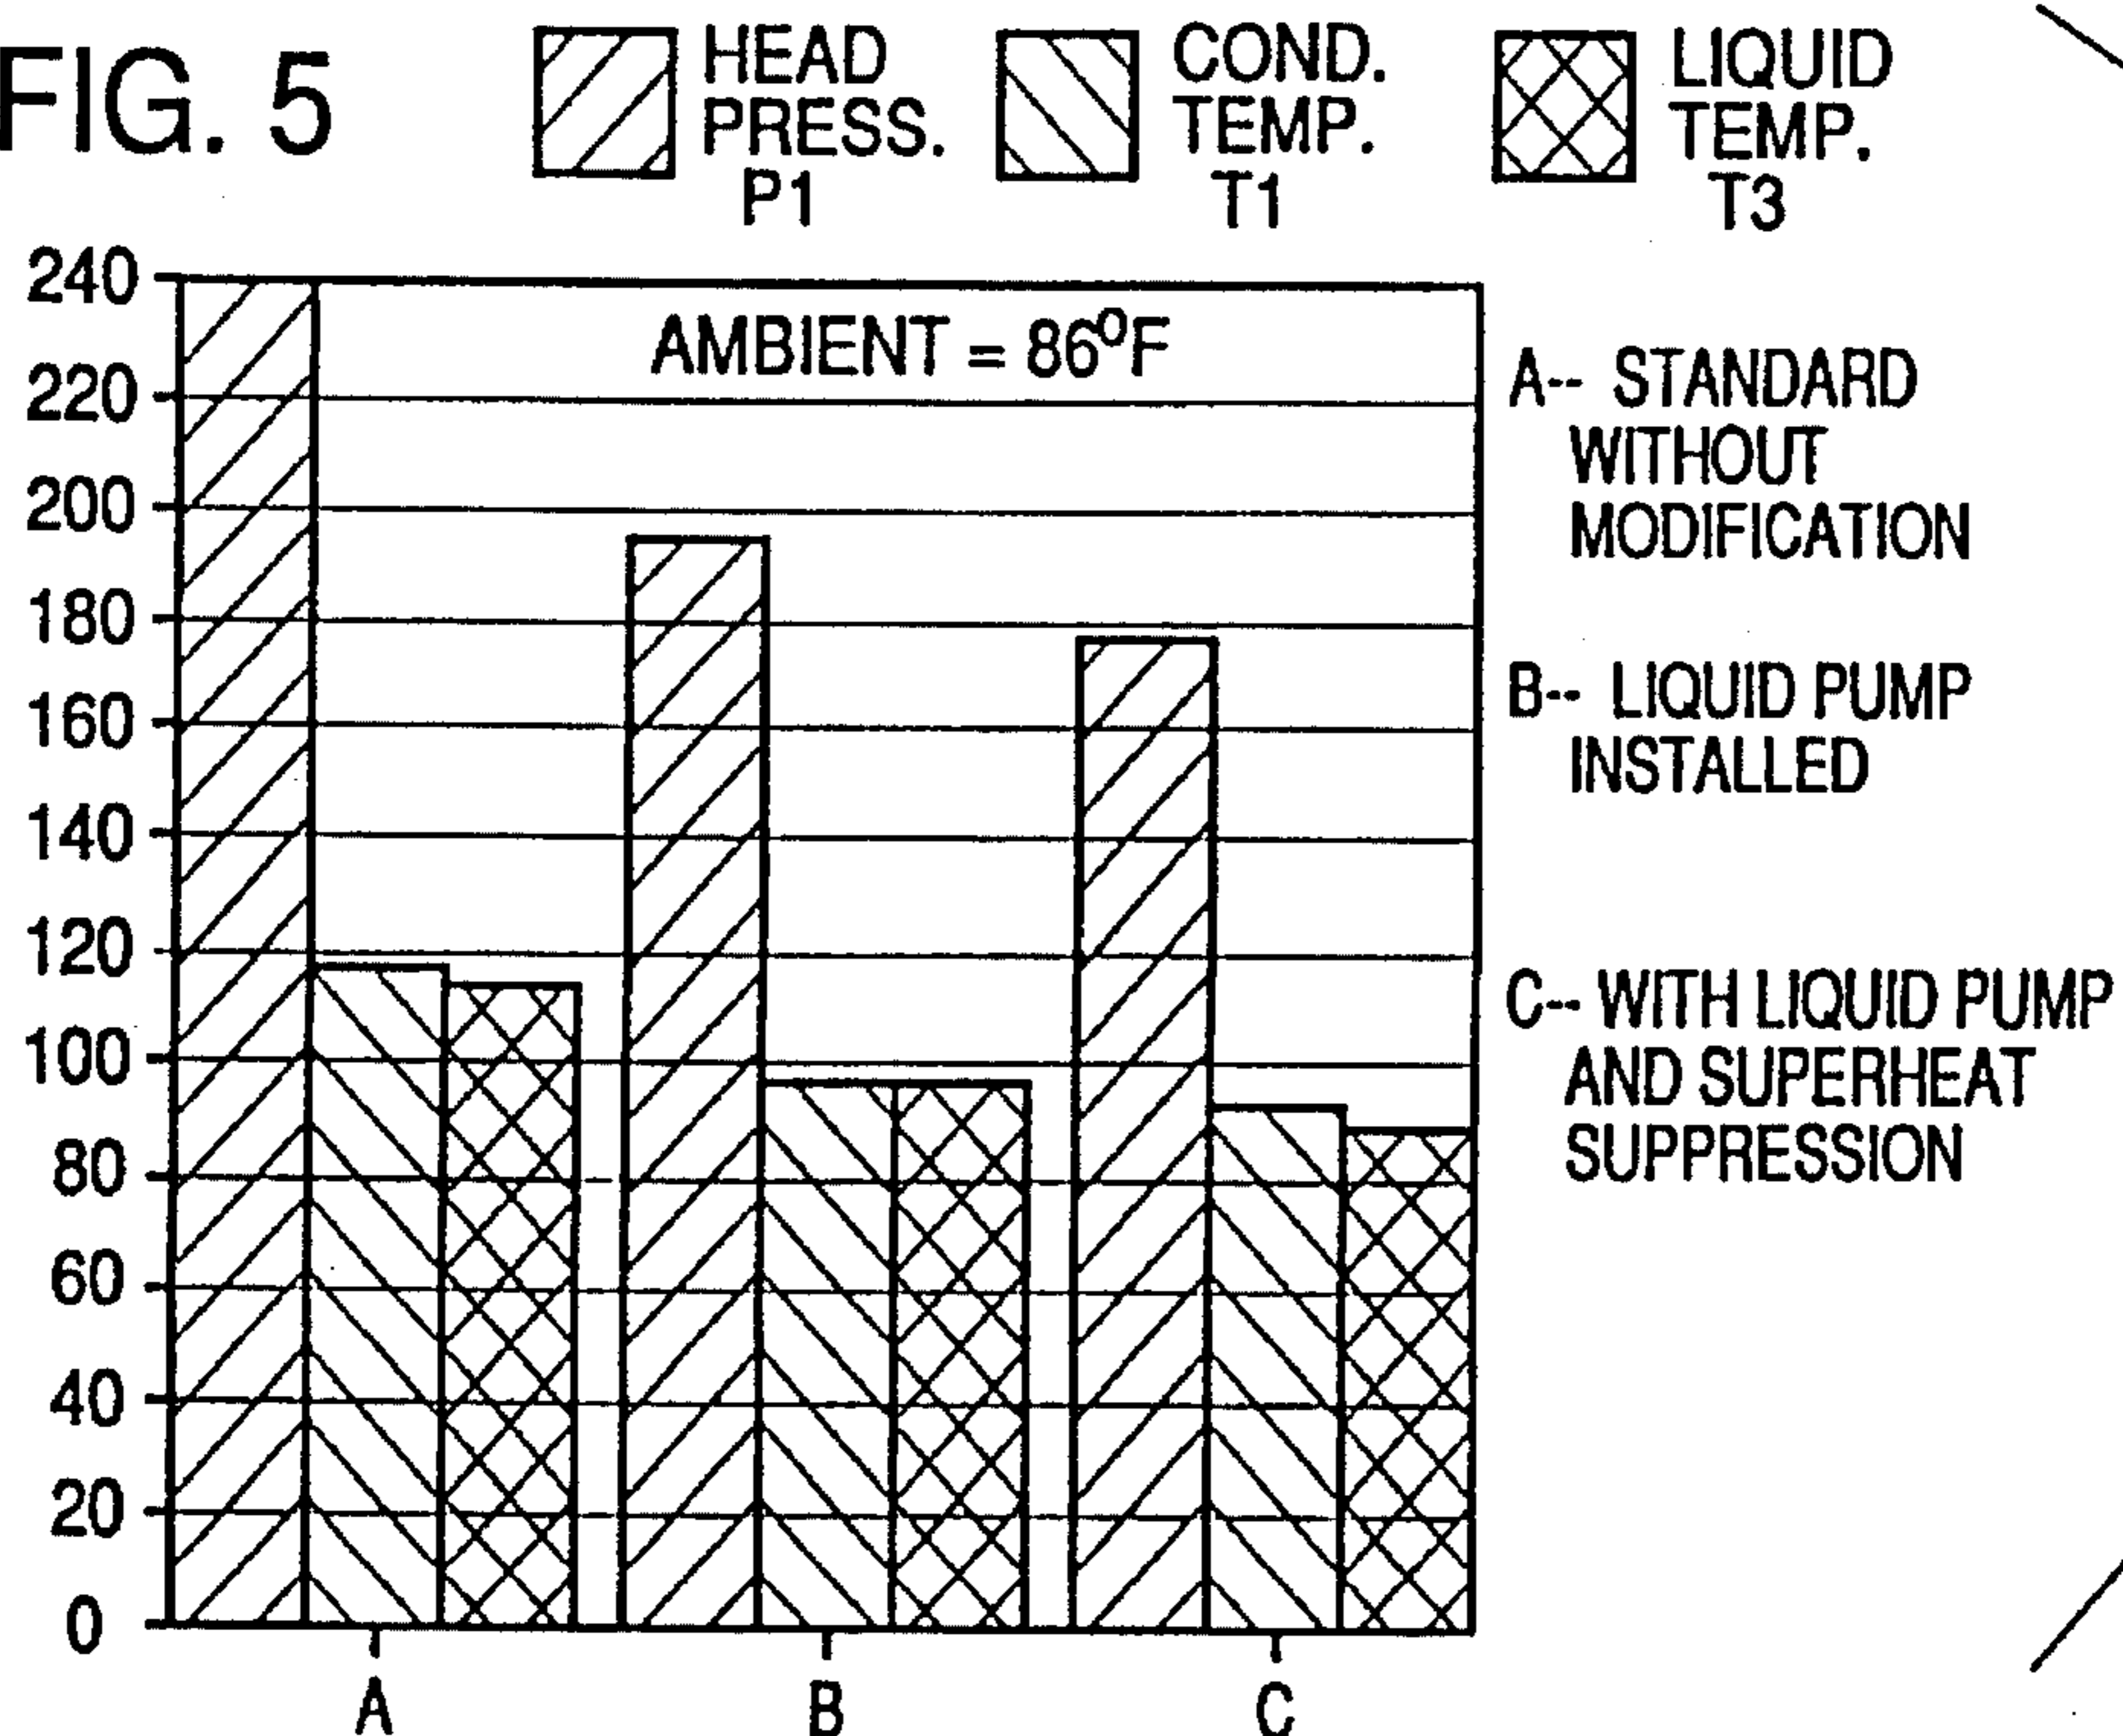 FIG. 5
HEAD
PRESS.
P1
COND.
TEMP.
T1
LIQUID
TEMP.
T3
240
220
200
180
160
140
120
100
80
60
40
20
0
AMBIENT = 86⁰F
A-- STANDARD
WITHOUT
MODIFICATION
B-- LIQUID PUMP
INSTALLED
C-- WITH LIQUID PUMP
AND SUPERHEAT
SUPPRESSION
A
B
C